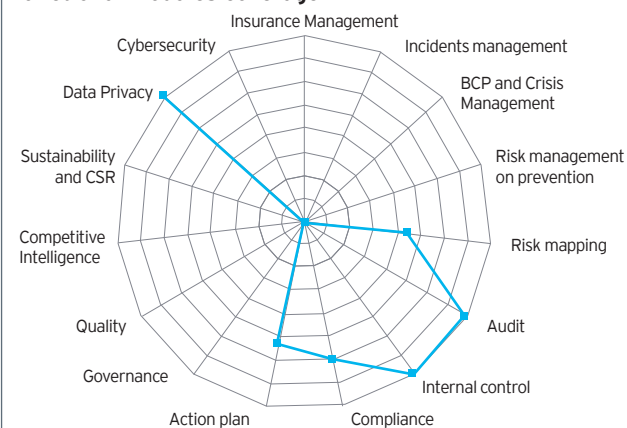 Insurance Management
Cybersecurity
Incidents management
Data Privacy
BCP and Crisis
Management
Sustainability
and CSR
Risk management
on prevention
Competitive
Intelligence
Risk mapping
Quality
Audit
Governance
Internal control
Action plan
Compliance